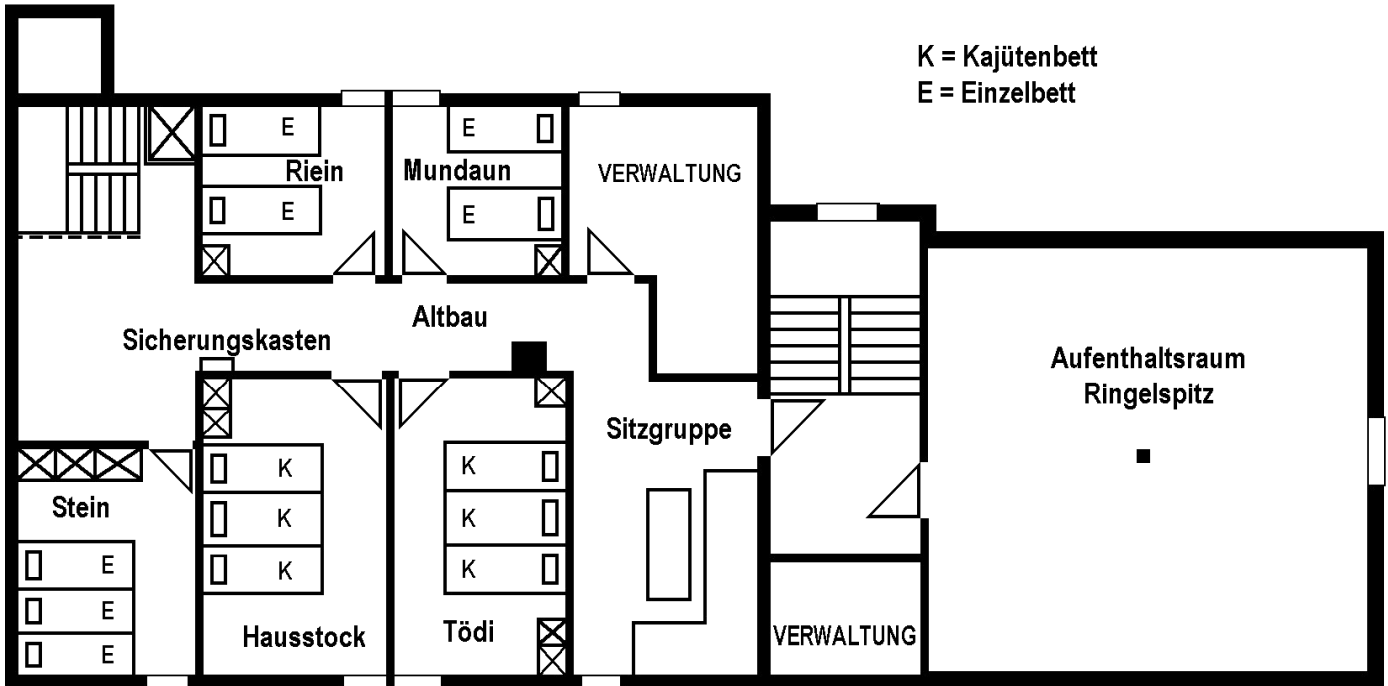 K = Kajütenbett
E = Einzelbett
E
Riein
E
E
Mundaun
E
VERWALTUNG
Altbau
Sicherungskasten
Aufenthaltsraum
Ringelspitz
Sitzgruppe
Stein
E
E
E
K
K
K
Hausstock
K
K
K
Tödi
VERWALTUNG